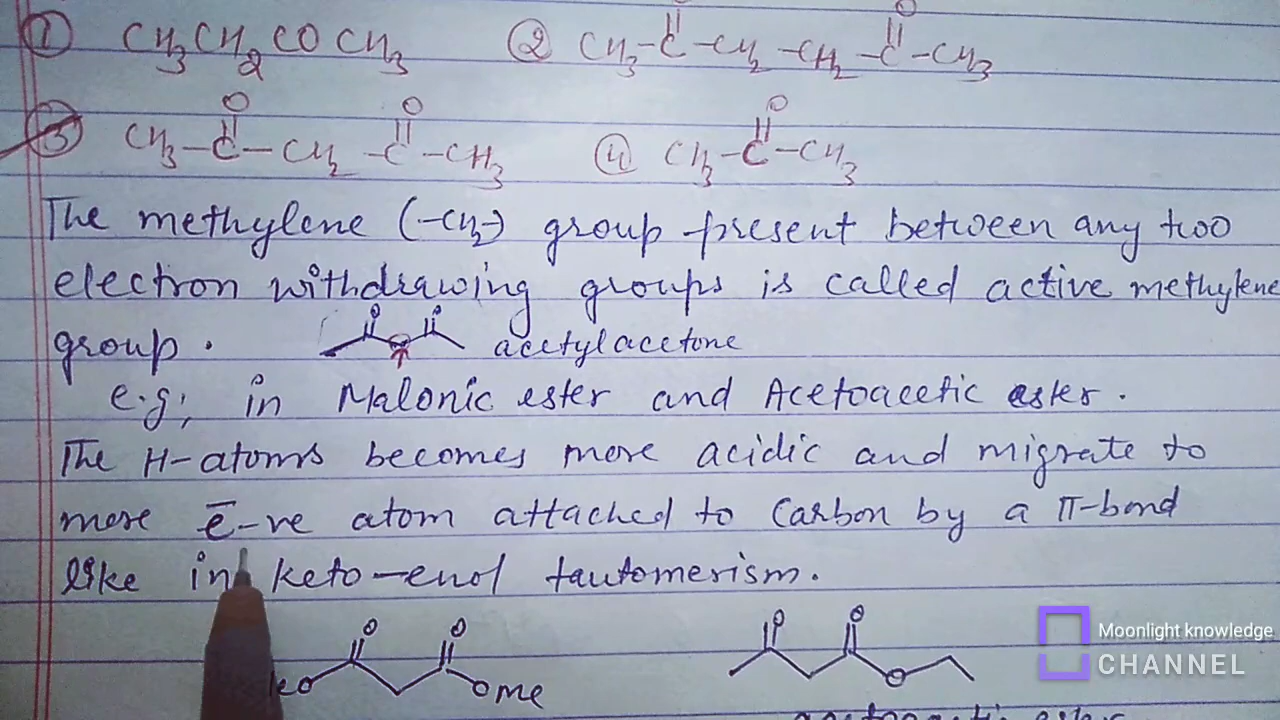 ① CH3CH2COCH3 ② CH3-C-CH2-CH2-C-CH3
O O
③ CH3-C-CH2-C-CH3 ④ CH3-C-CH3
O O O
The methylene (-CH2-) group present between any two
electron withdrawing groups is called active methylene
group. acetylacetone
O O
e.g; in Malonic ester and Acetoacetic ester.
The H-atoms becomes more acidic and migrate to
more e-ve atom attached to Carbon by a π-bond
like in keto-enol tautomerism.
O O O O
O OMe O
Moonlight knowledge
CHANNEL